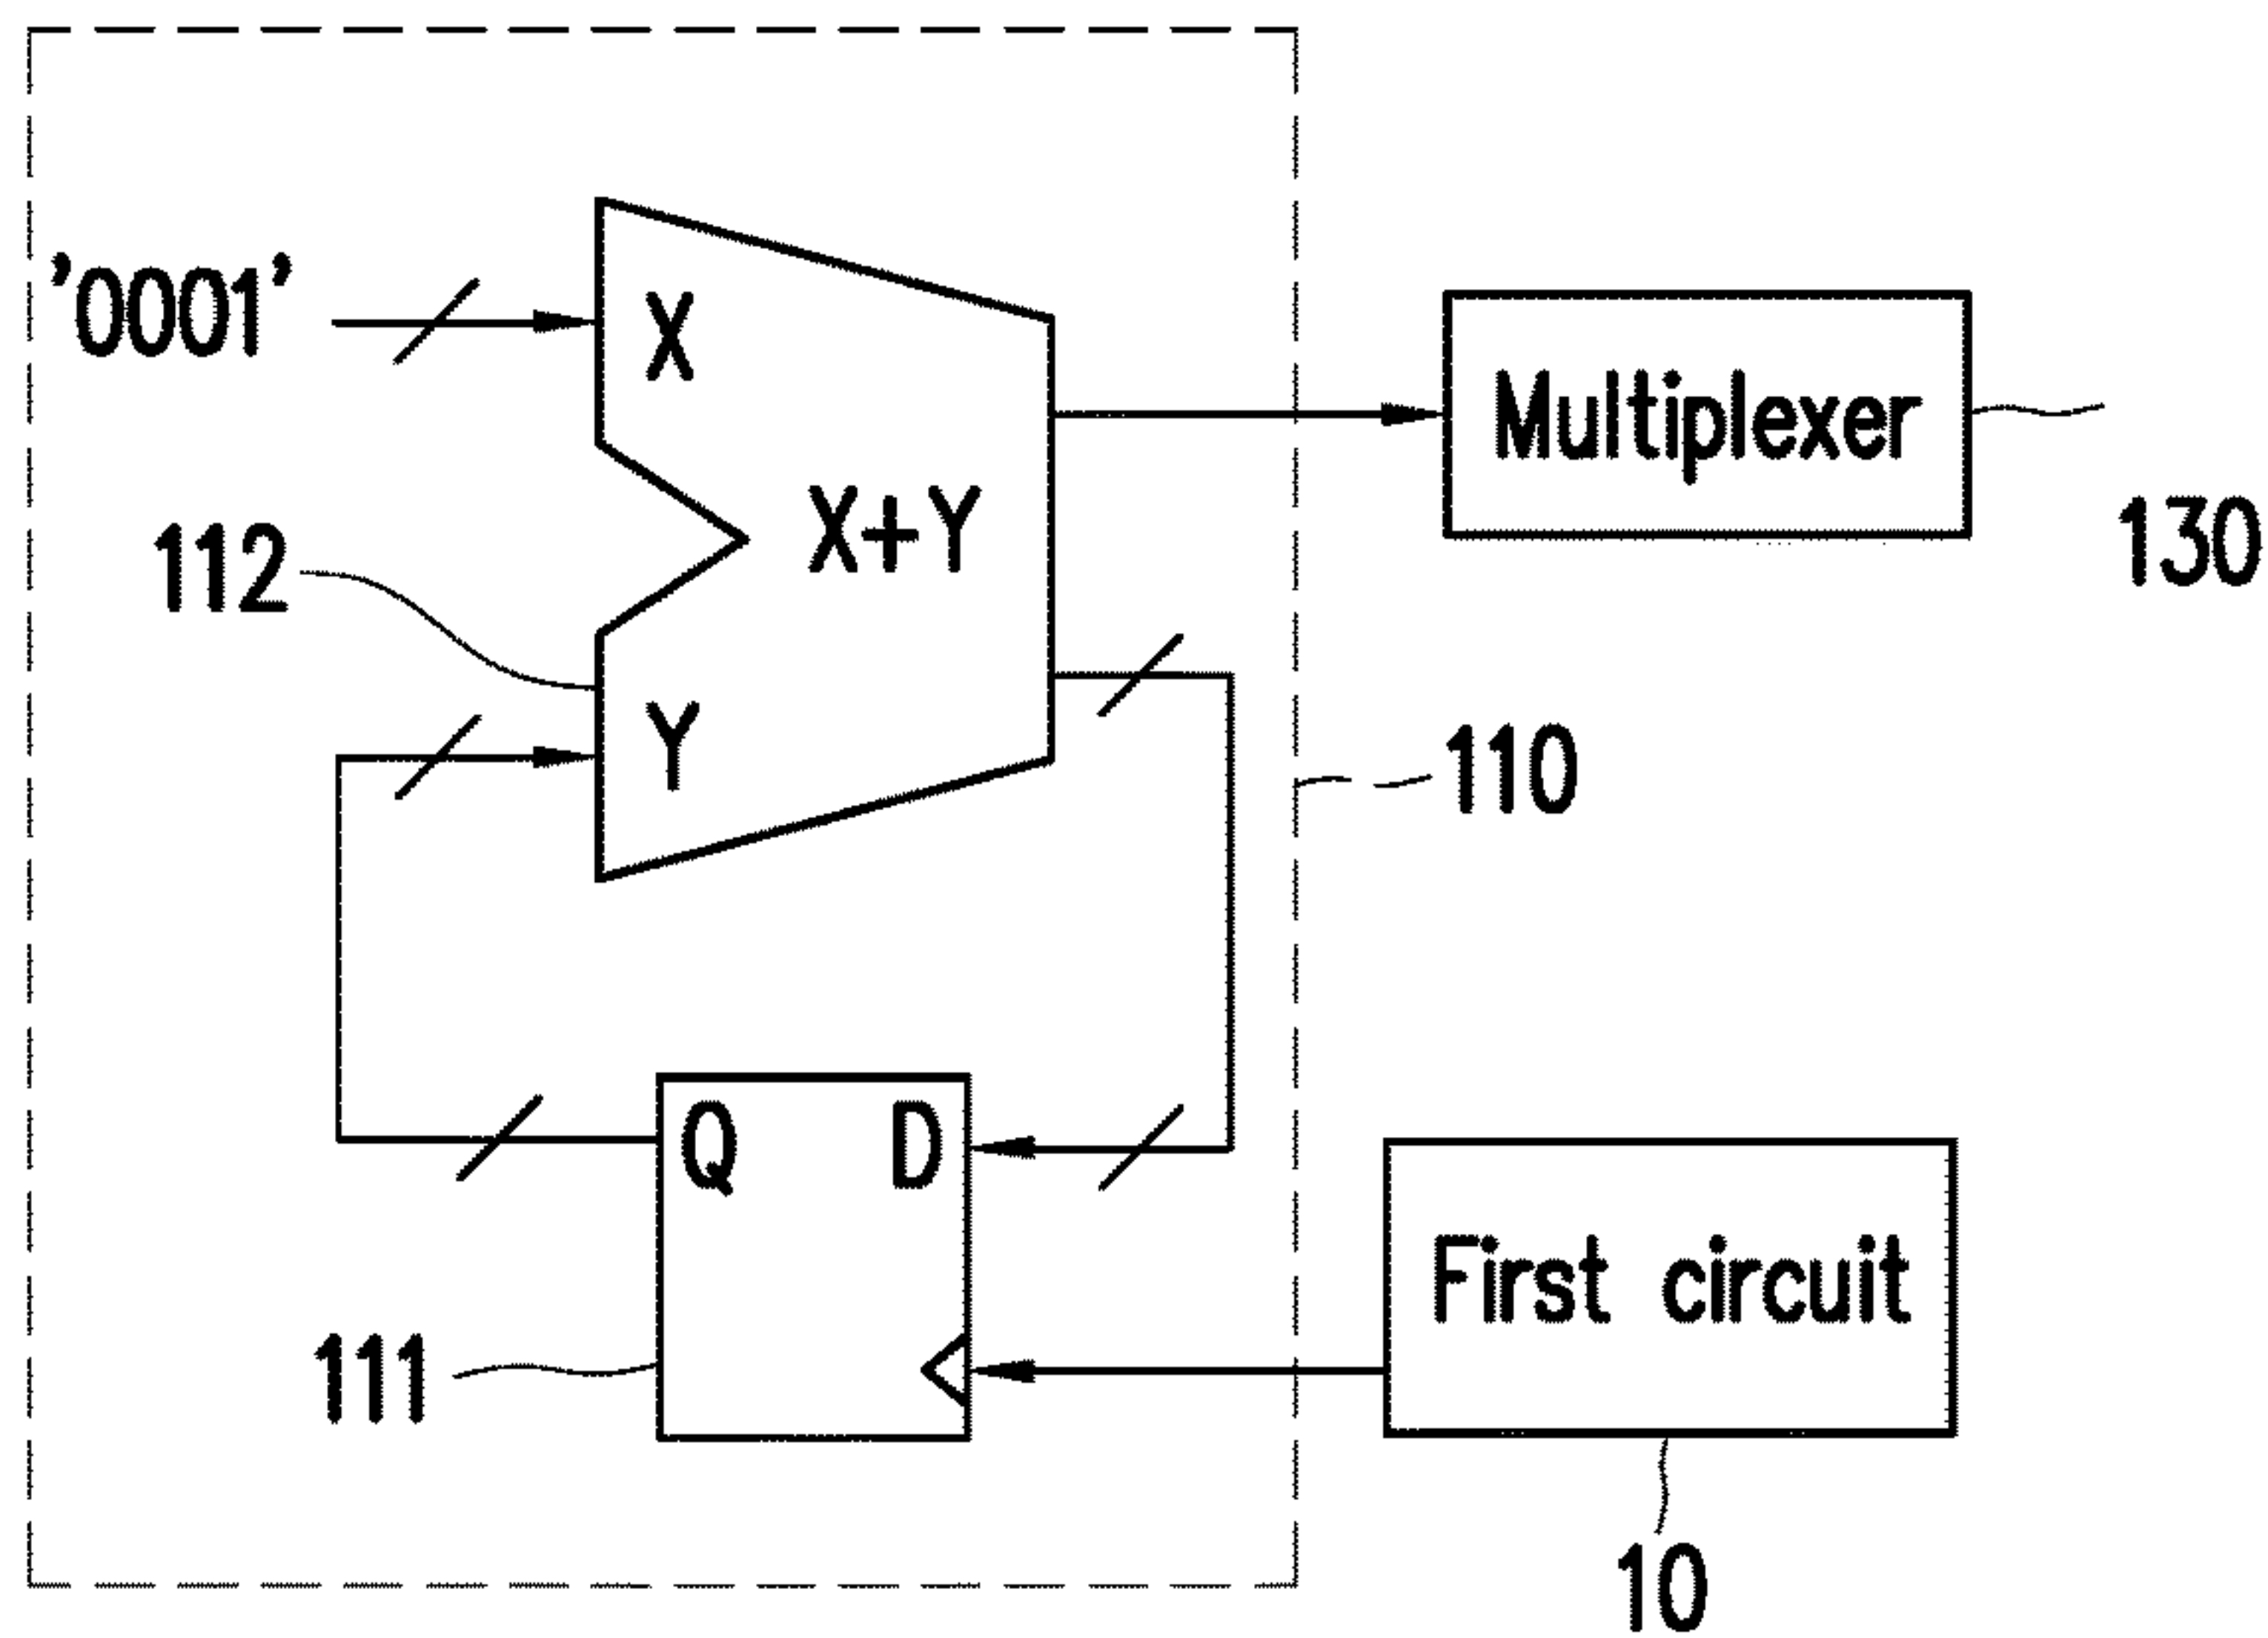 ’0001’
X
Multiplexer
X+Y
130
112
Y
110
Q
D
First circuit
111
10